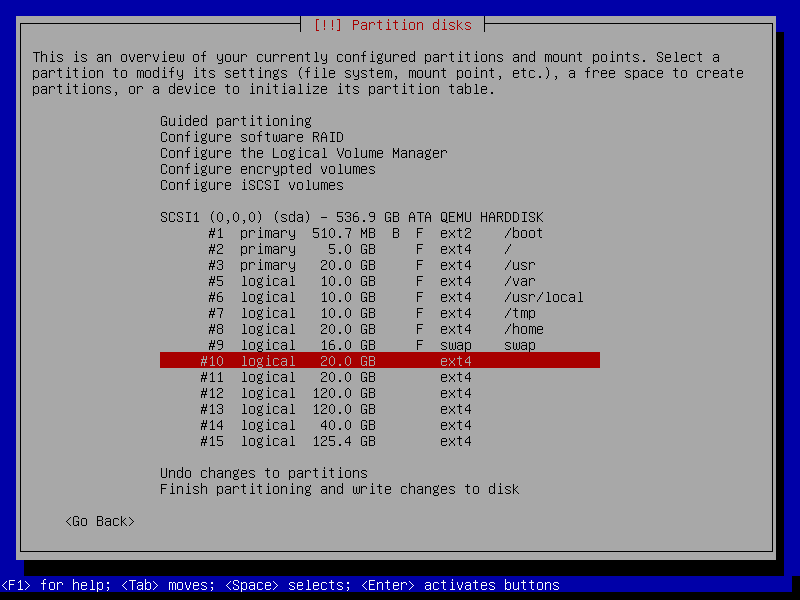 [!!] Partition disks
This is an overview of your currently configured partitions and mount points. Select a
partition to modify its settings (file system, mount point, etc.), a free space to create
partitions, or a device to initialize its partition table.
Guided partitioning
Configure software RAID
Configure the Logical Volume Manager
Configure encrypted volumes
Configure iSCSI volumes
SCSI1 (0,0,0) (sda) - 536.9 GB ATA QEMU HARDDISK
#1 primary 510.7 MB B F ext2 /boot
#2 primary 5.0 GB F ext4 /
#3 primary 20.0 GB F ext4 /usr
#5 logical 10.0 GB F ext4 /var
#6 logical 10.0 GB F ext4 /usr/local
#7 logical 10.0 GB F ext4 /tmp
#8 logical 20.0 GB F ext4 /home
#9 logical 16.0 GB F swap swap
#10 logical 20.0 GB ext4
#11 logical 20.0 GB ext4
#12 logical 120.0 GB ext4
#13 logical 120.0 GB ext4
#14 logical 40.0 GB ext4
#15 logical 125.4 GB ext4
Undo changes to partitions
Finish partitioning and write changes to disk
<Go Back>
<F1> for help; <Tab> moves; <Space> selects; <Enter> activates buttons